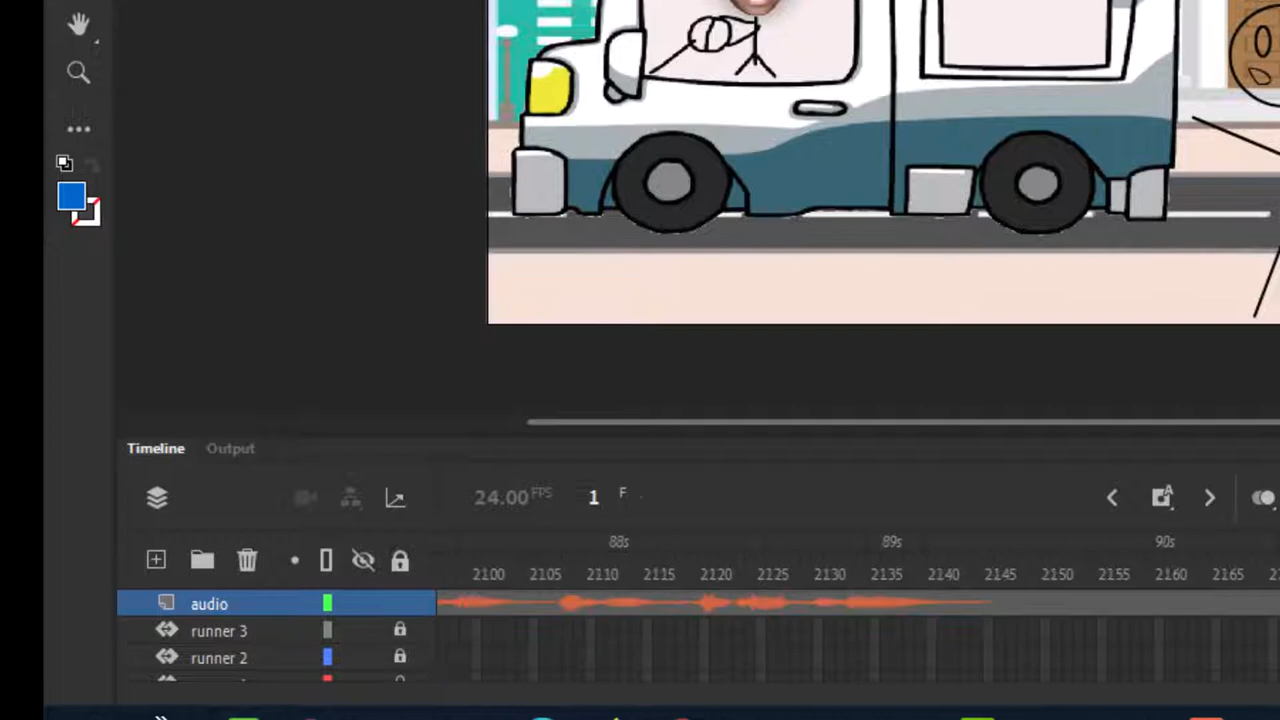 Timeline Output
24.00 FPS 1 F
88s 89s 90s
2100 2105 2110 2115 2120 2125 2130 2135 2140 2145 2150 2155 2160 2165
audio
runner 3
runner 2